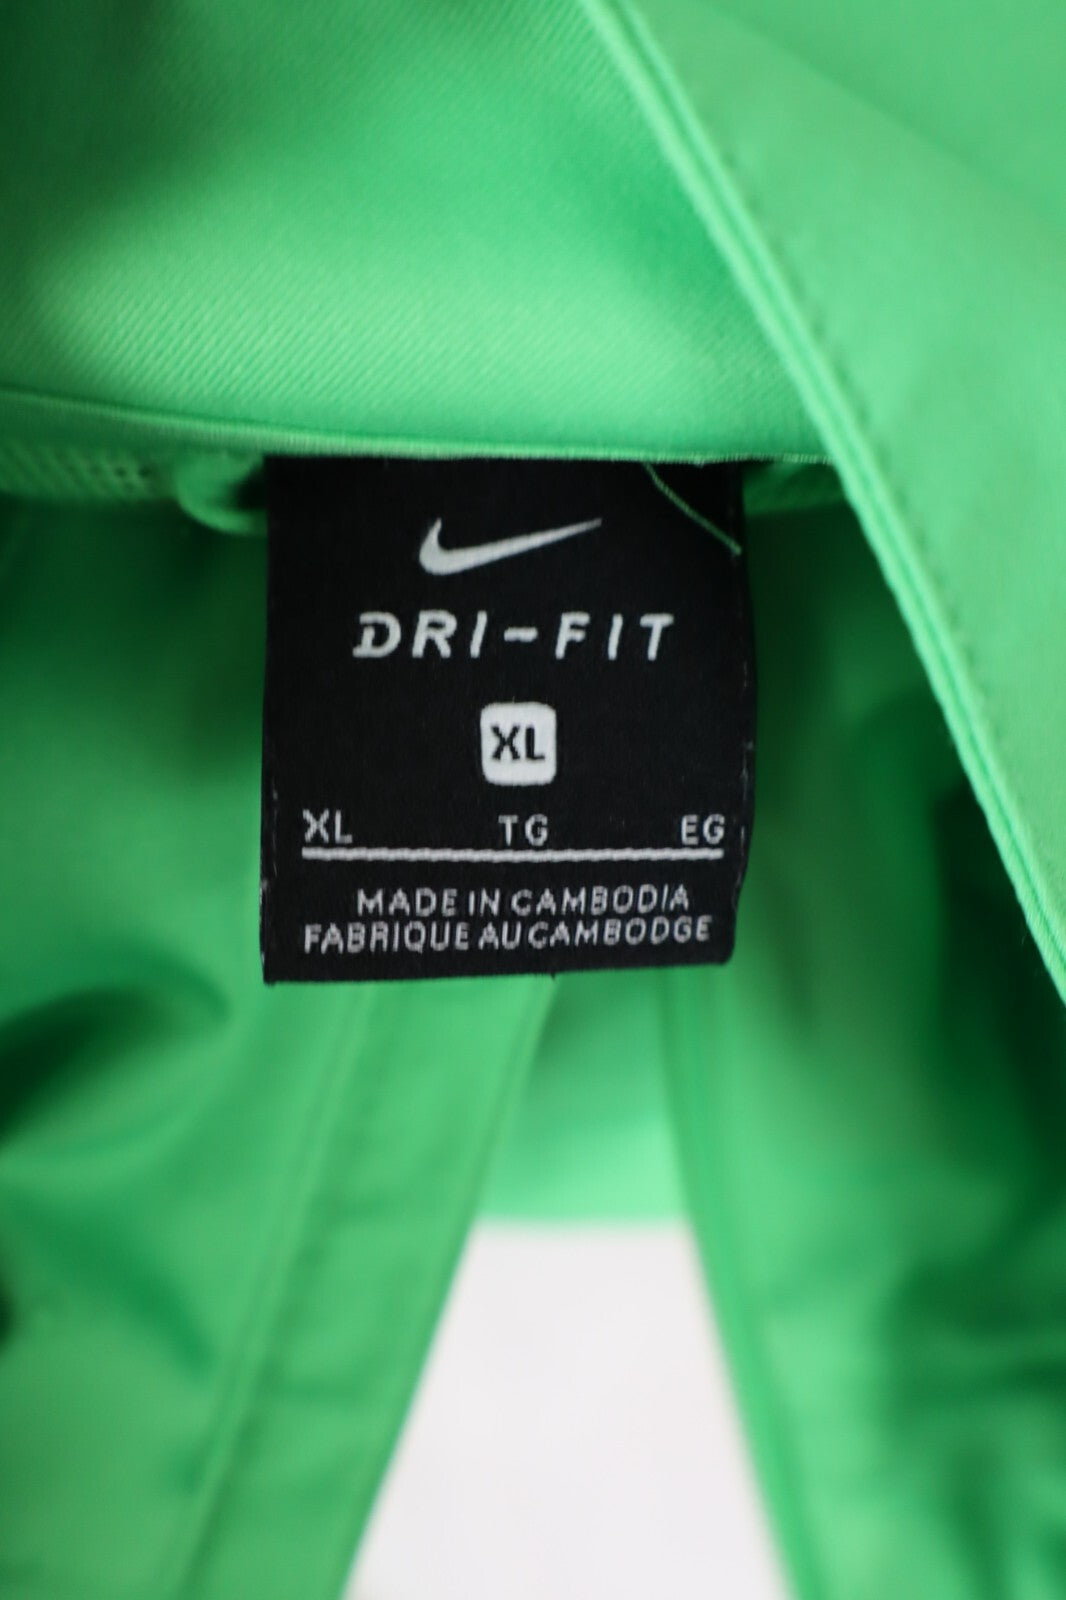 DRI-FIT
XL
XL TG EG
MADE IN CAMBODIA
FABRIQUE AU CAMBODGE